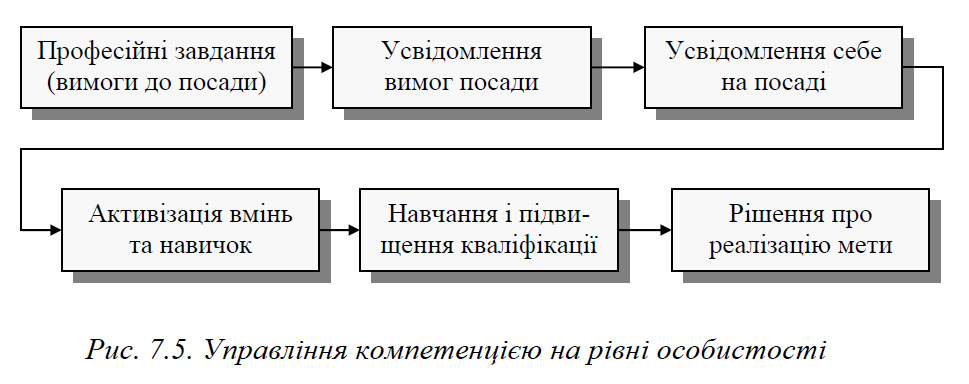 Професійні завдання
(вимоги до посади)
Усвідомлення
вимог посади
Усвідомлення себе
на посаді
Активізація вмінь
та навичок
Навчання і підви-
щення кваліфікації
Рішення про
реалізацію мети
Рис. 7.5. Управління компетенцією на рівні особистості